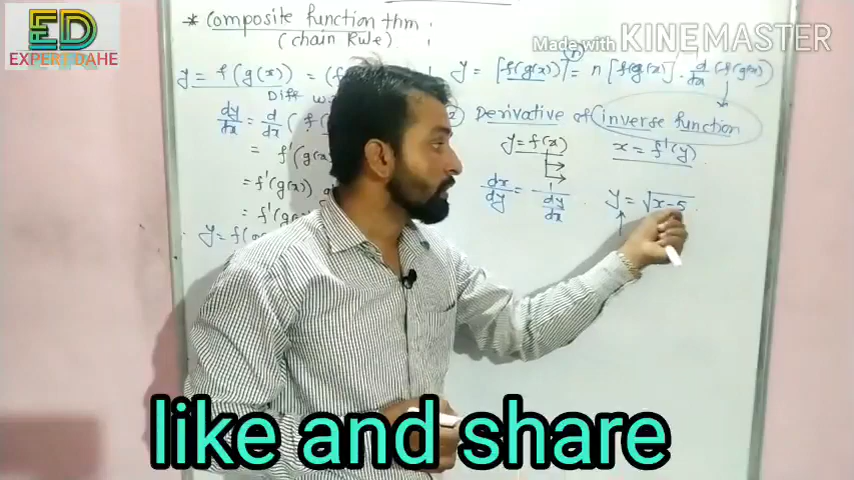 ED
EXPERT DAHE
Made with KINEMASTER
* Composite function thm
(chain Rule)
y = f(g(x)) = (f
Diff w
dy/dx = d/dx ( f
= f'(g(x)
= f'(g(x))
= f'(g(x)
y = f(g
y = [f(g(x))]ⁿ = n [f(g(x)]. d/dx (f(g(x))
Derivative of inverse function
y = f(x)
x = f'(y)
dx/dy = 1/(dy/dx)
y = √x-5
like and share